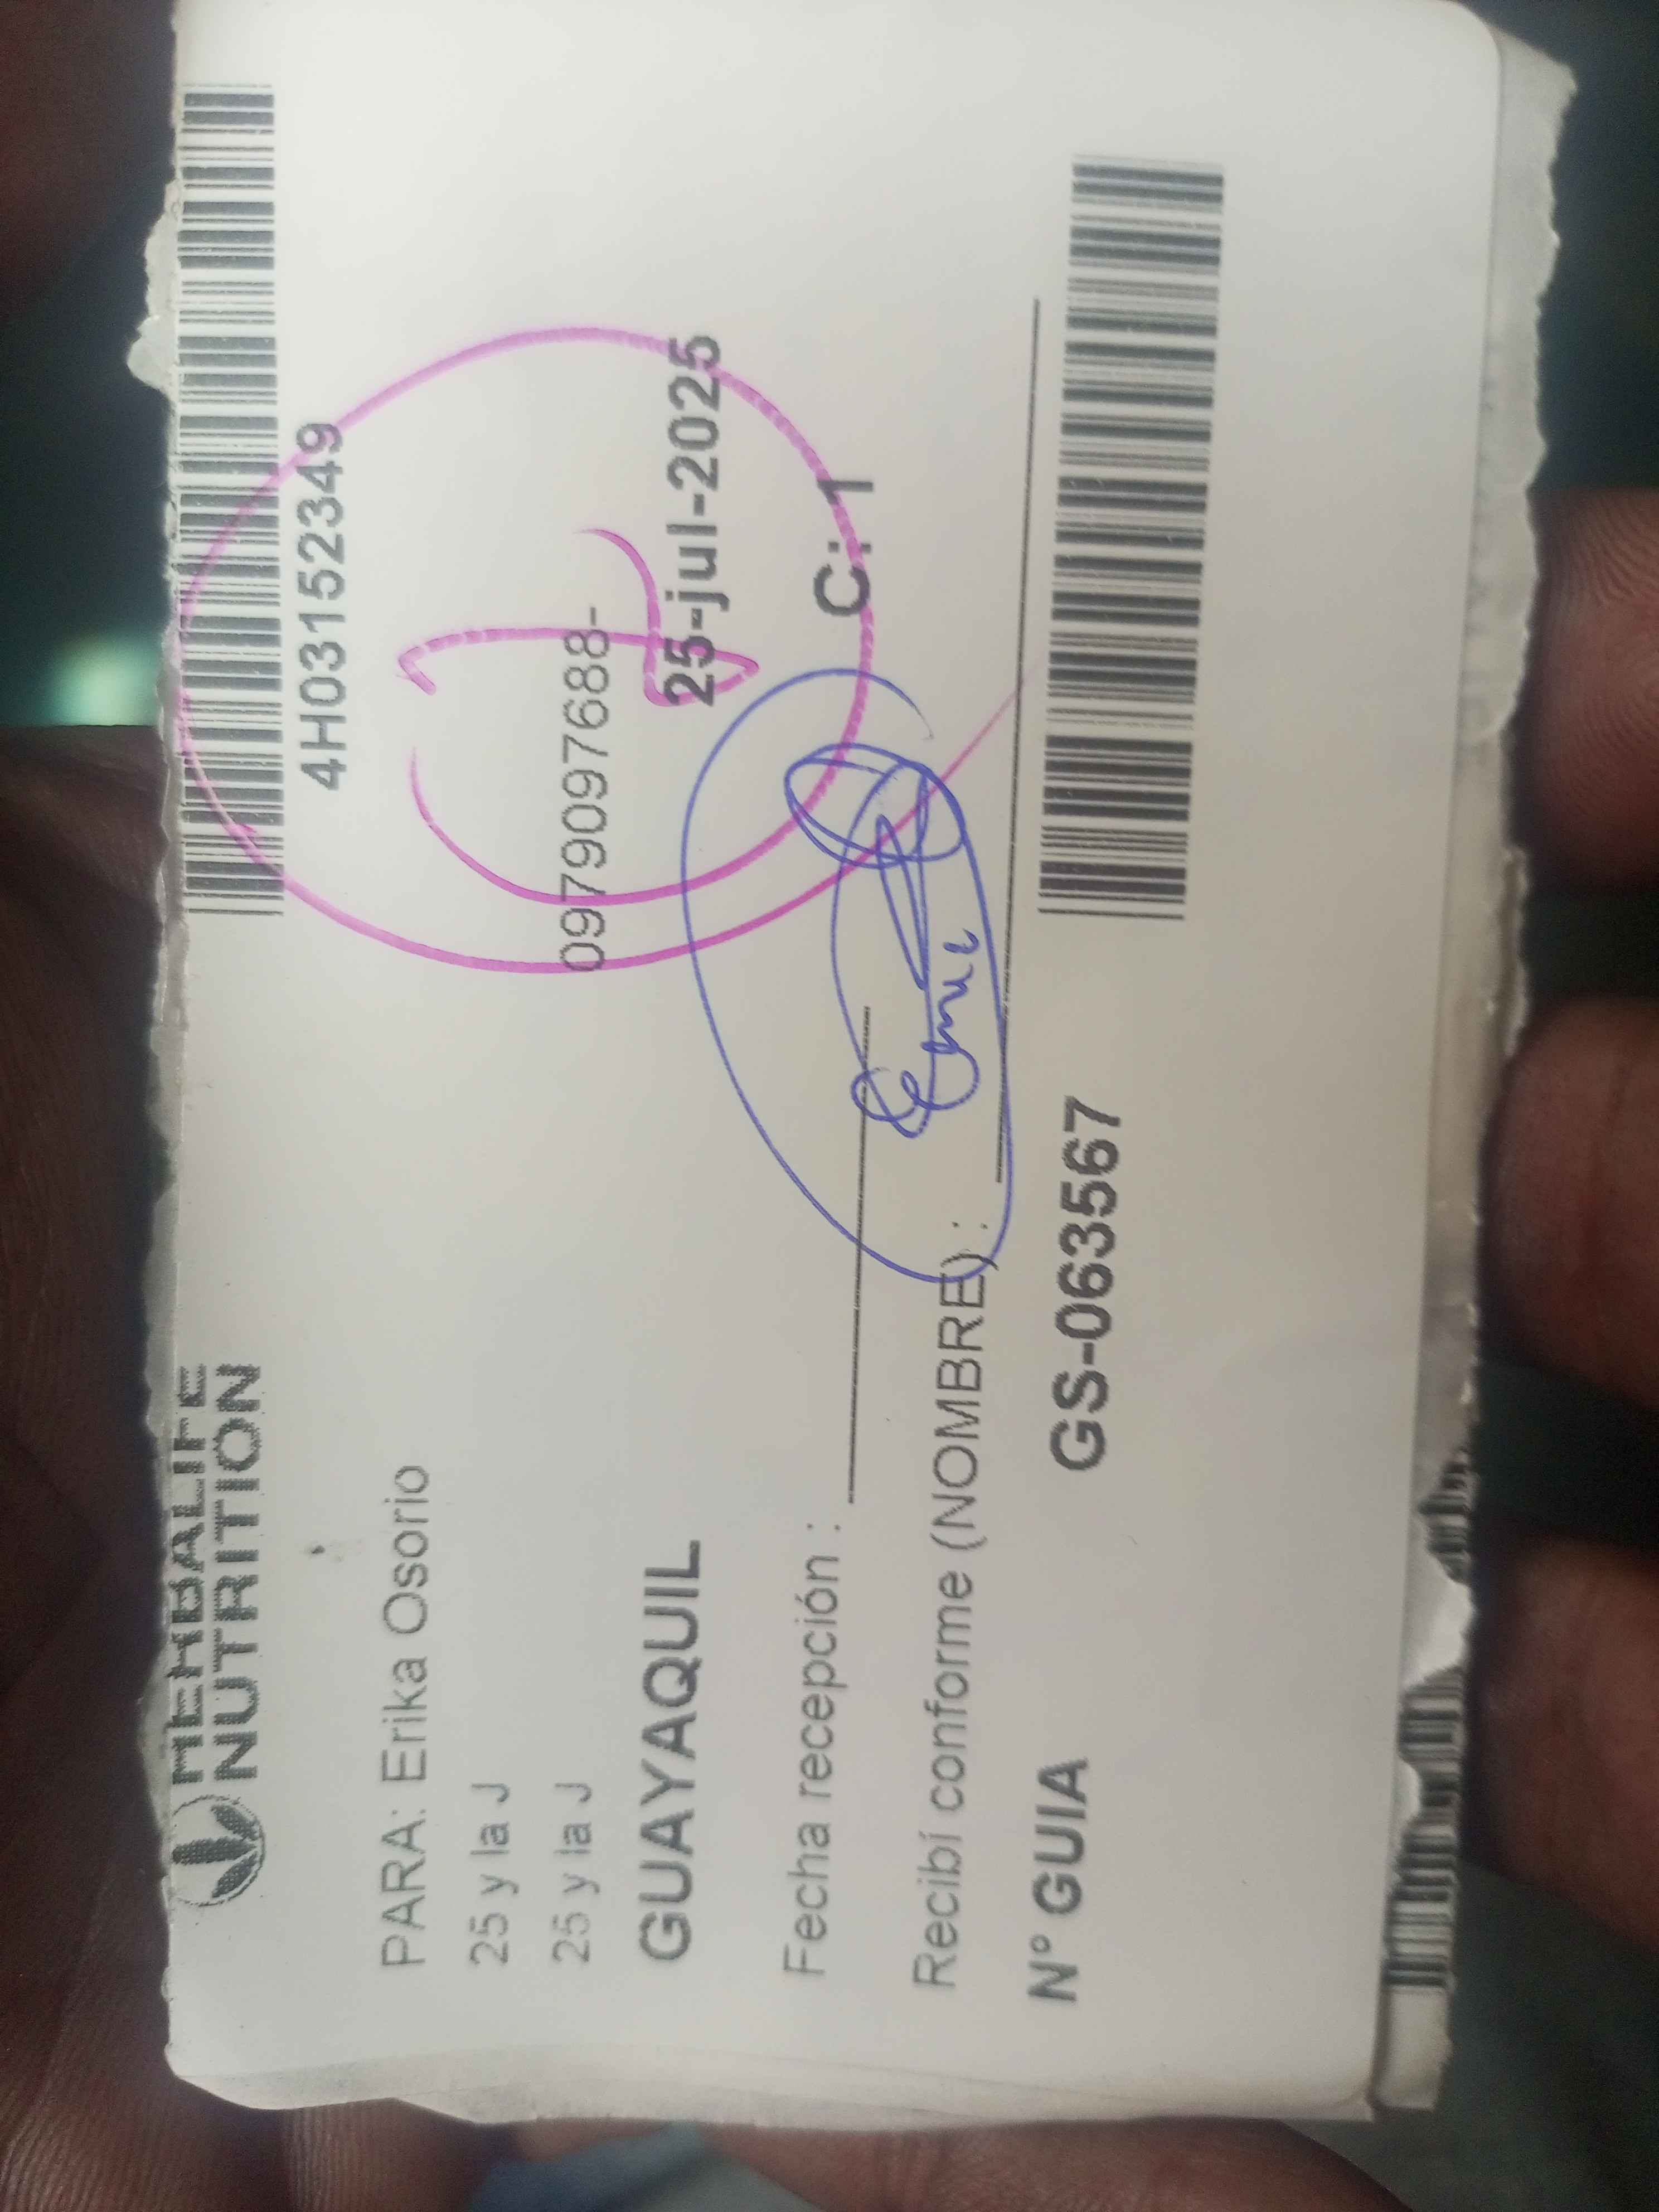 HERBALIFE
NUTRITION
4H03152349
PARA: Erika Osorio
25 y la J
25 y la J
0979097688-
GUAYAQUIL
25-jul-2025
Fecha recepción :
C: 1
Recibí conforme (NOMBRE) :
Nº GUIA
GS-063567